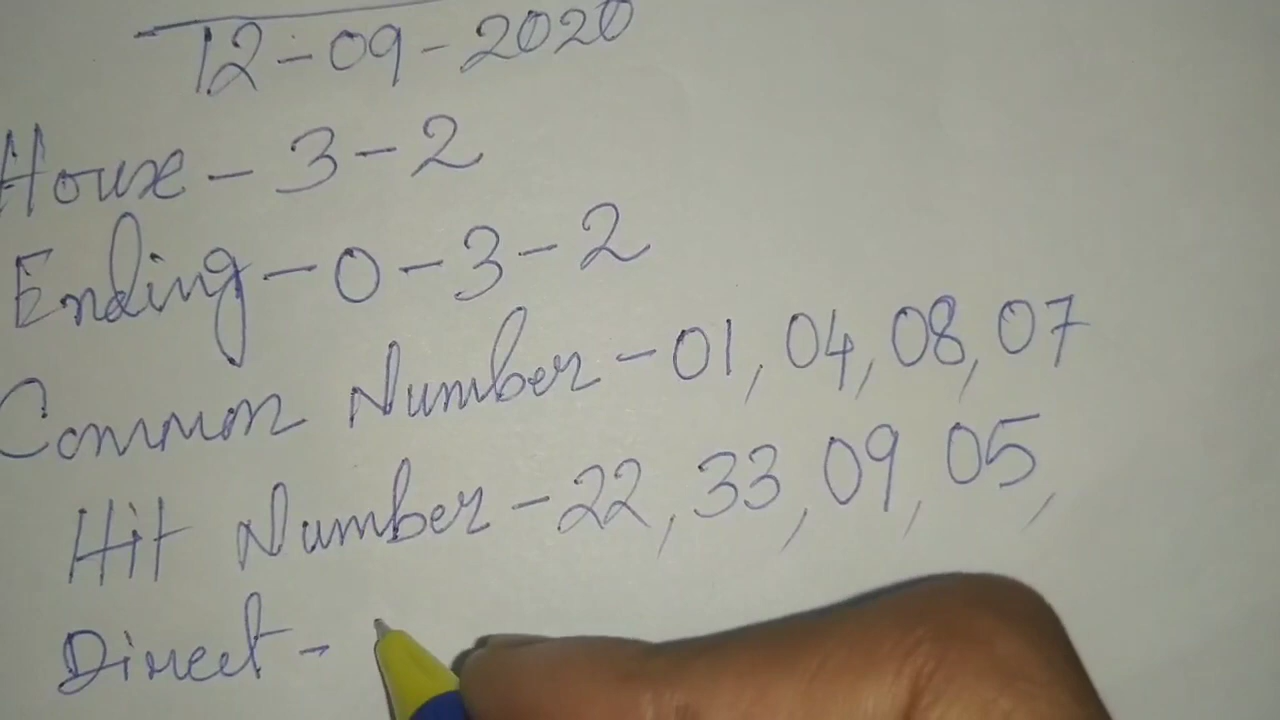 12-09-2020
House - 3 - 2
Ending - 0 - 3 - 2
Common Number - 01, 04, 08, 07
Hit Number - 22, 33, 09, 05,
Direct -